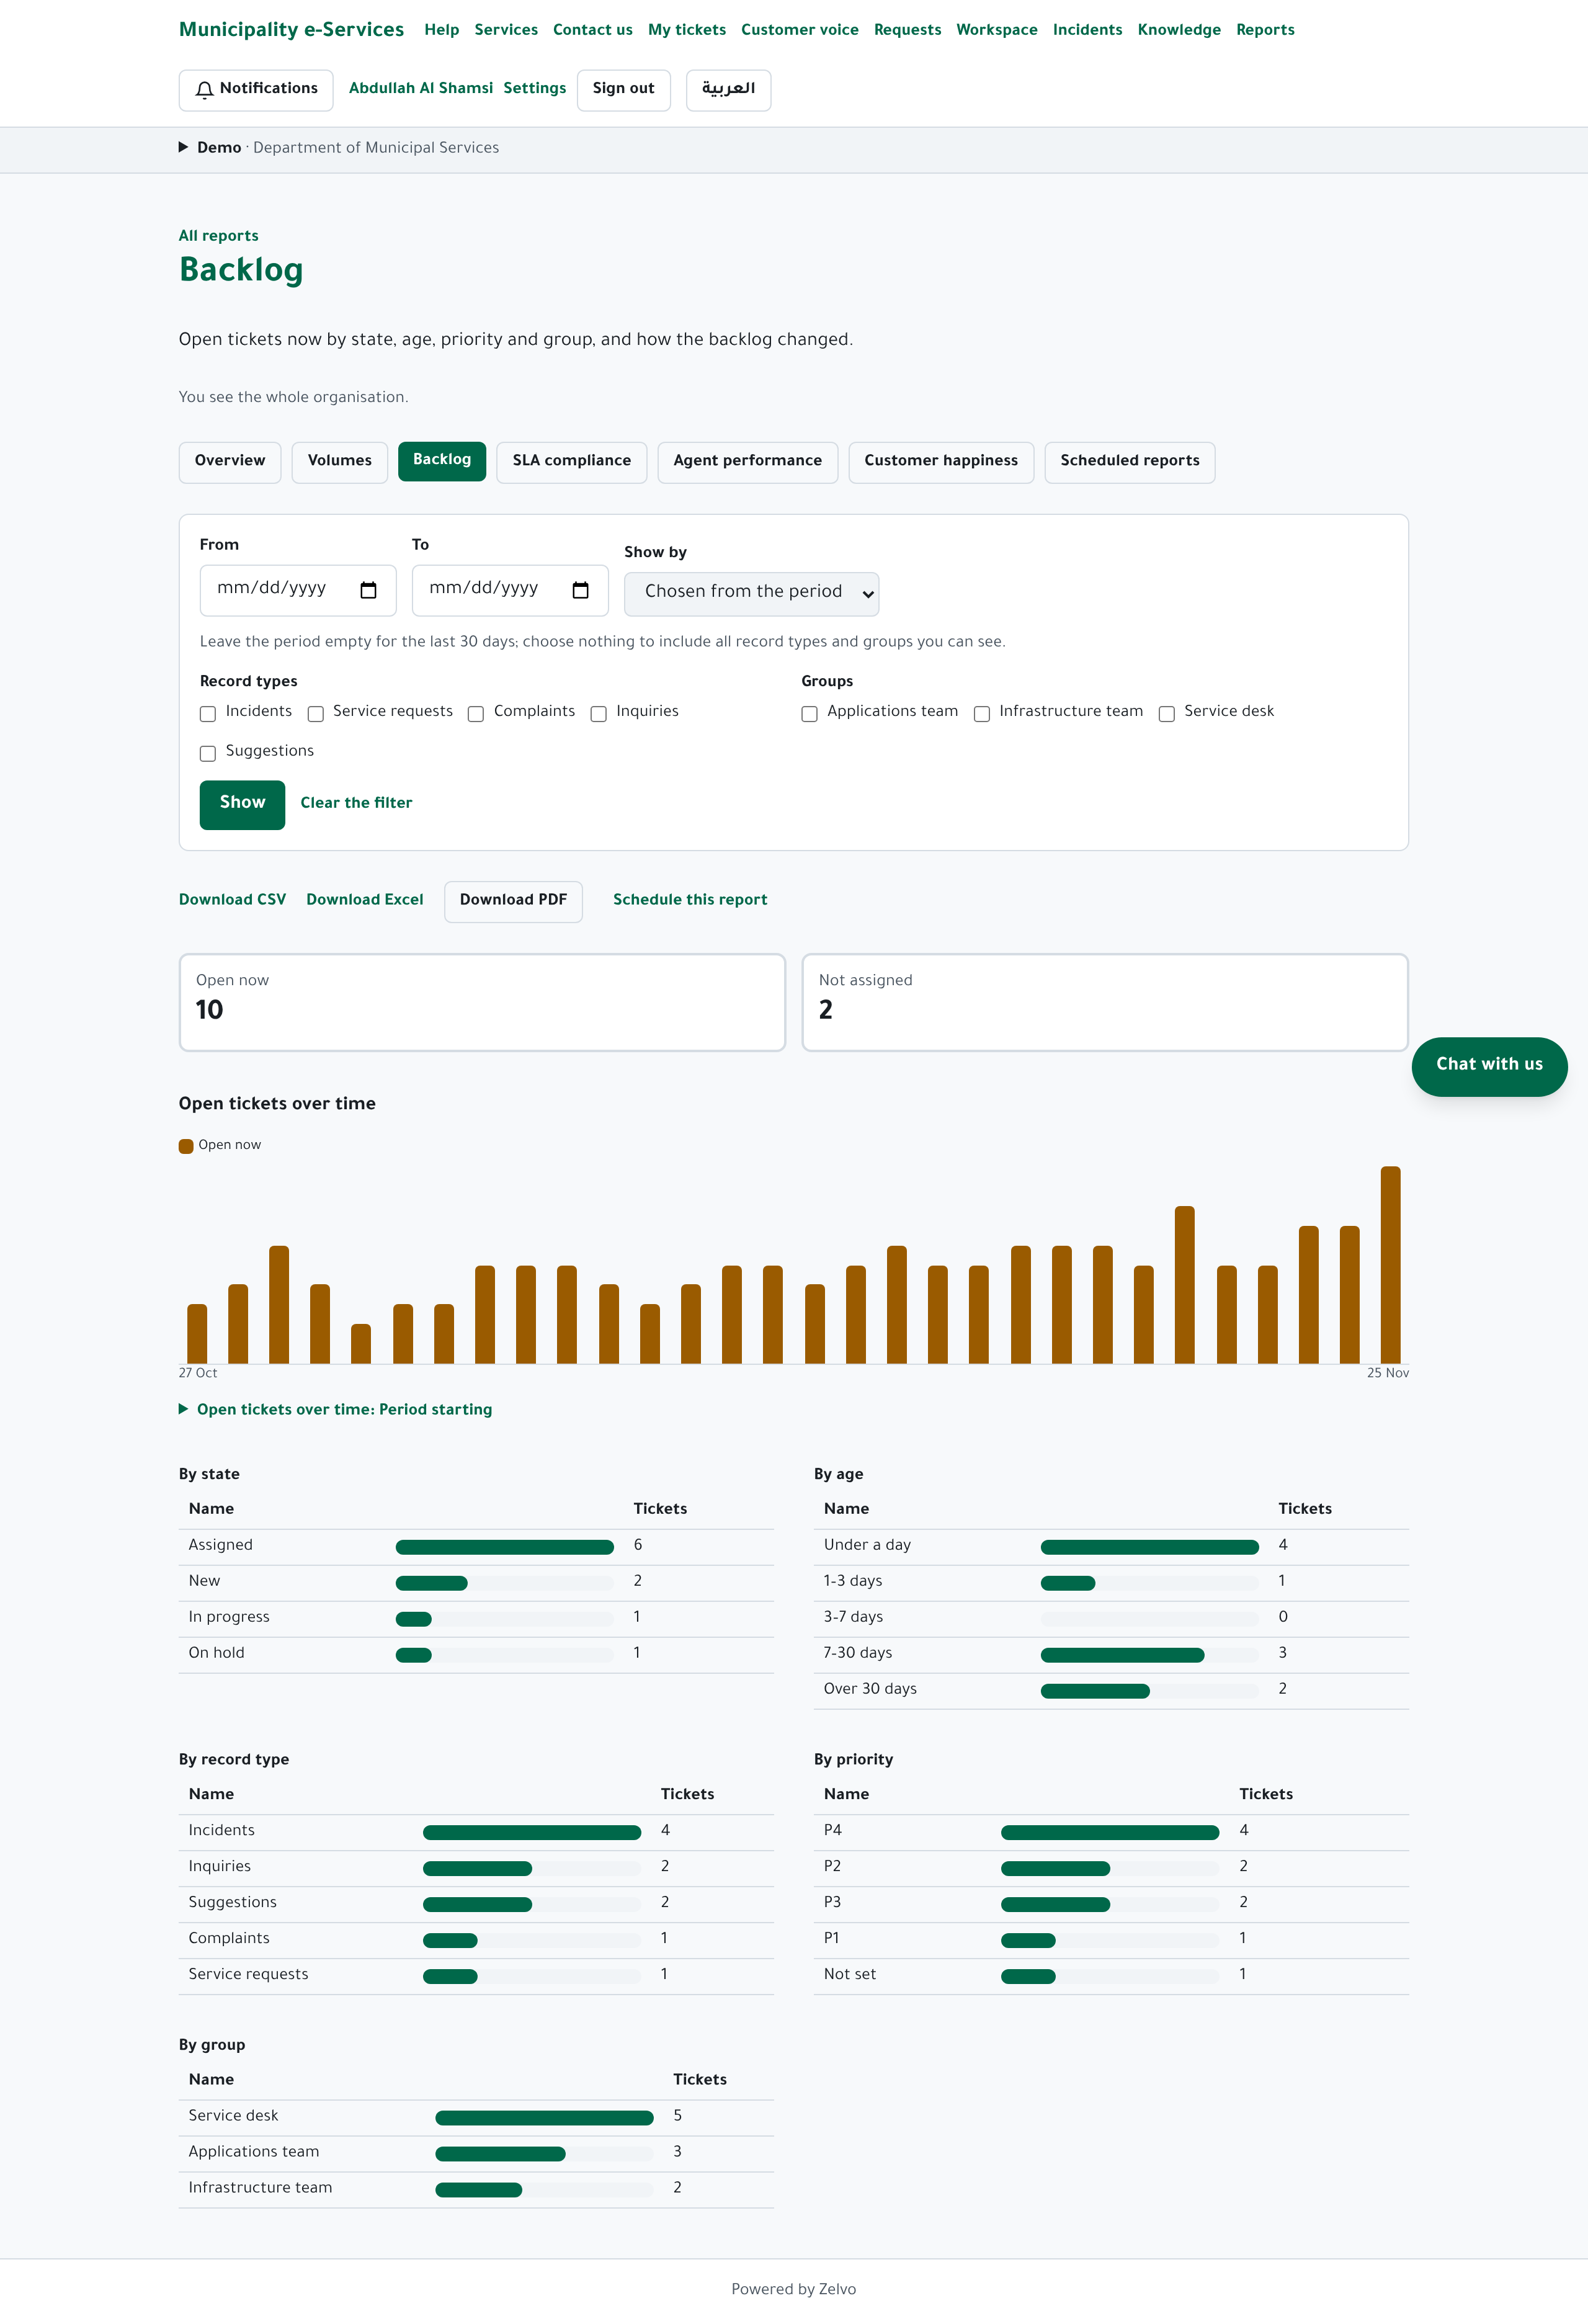 Municipality e-Services Help Services Contact us My tickets Customer voice Requests Workspace Incidents Knowledge Reports
Notifications Abdullah Al Shamsi Settings Sign out العربية
Demo · Department of Municipal Services
All reports
Backlog
Open tickets now by state, age, priority and group, and how the backlog changed.
You see the whole organisation.
Overview Volumes Backlog SLA compliance Agent performance Customer happiness Scheduled reports
From To Show by
mm/dd/yyyy mm/dd/yyyy Chosen from the period
Leave the period empty for the last 30 days; choose nothing to include all record types and groups you can see.
Record types Groups
Incidents Service requests Complaints Inquiries Applications team Infrastructure team Service desk
Suggestions
Show Clear the filter
Download CSV Download Excel Download PDF Schedule this report
Open now Not assigned
10 2
Chat with us
Open tickets over time
Open now
27 Oct 25 Nov
Open tickets over time: Period starting
By state
Name Tickets
Assigned 6
New 2
In progress 1
On hold 1
By age
Name Tickets
Under a day 4
1-3 days 1
3-7 days 0
7-30 days 3
Over 30 days 2
By record type
Name Tickets
Incidents 4
Inquiries 2
Suggestions 2
Complaints 1
Service requests 1
By priority
Name Tickets
P4 4
P2 2
P3 2
P1 1
Not set 1
By group
Name Tickets
Service desk 5
Applications team 3
Infrastructure team 2
Powered by Zelvo